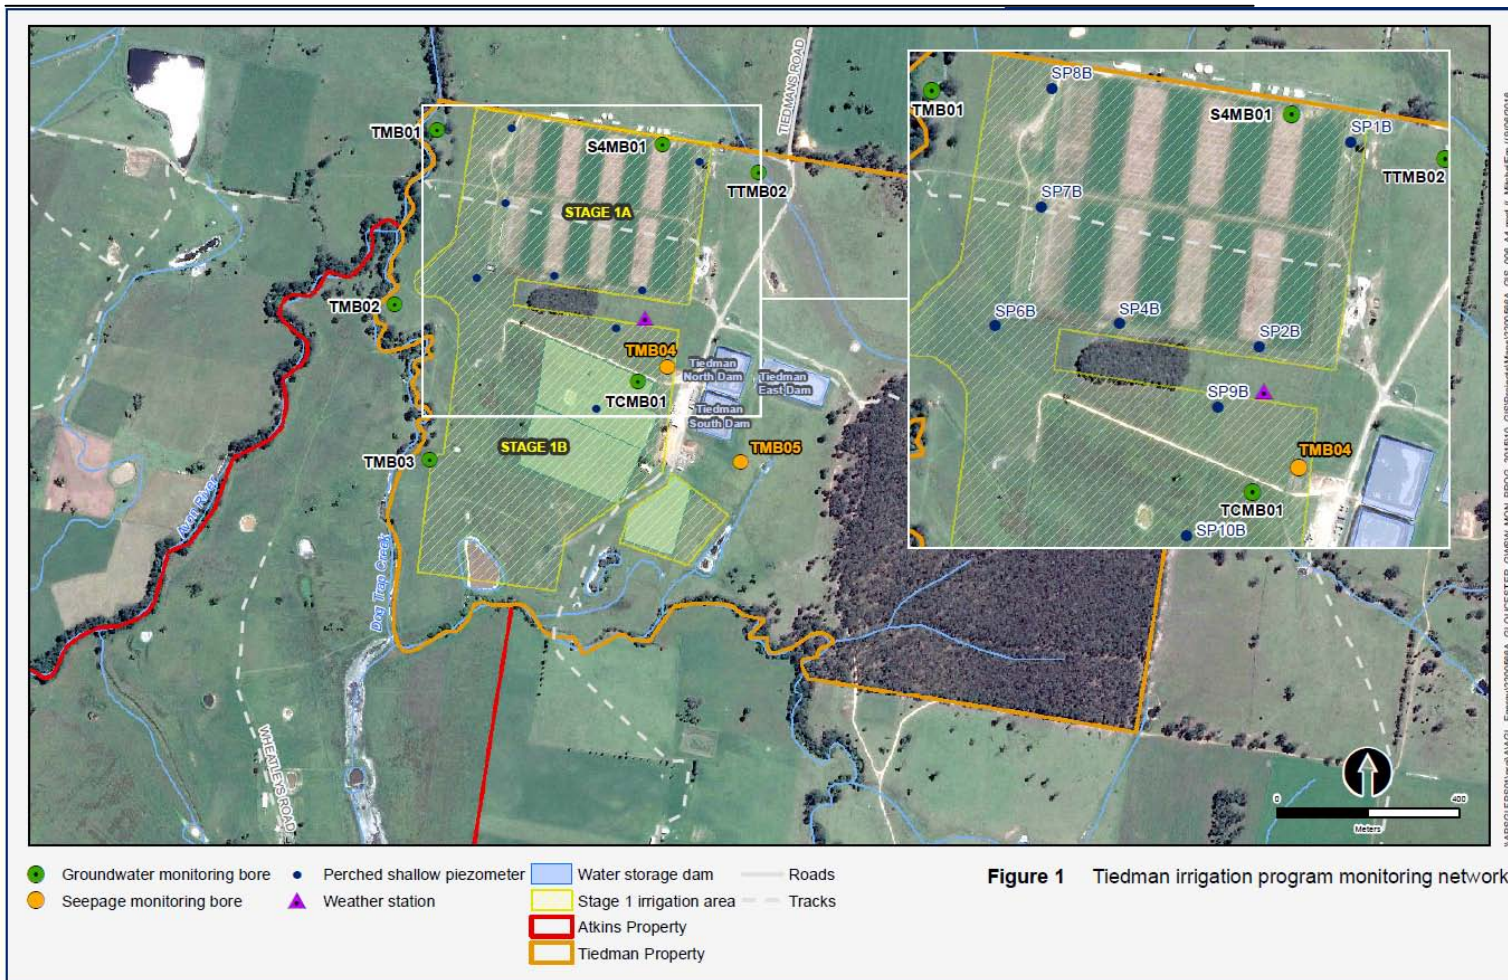 TIEDMANS ROAD
TMB01
S4MB01
TTMB02
STAGE 1A
TMB02
TMB04
Tiedman
North Dam
Tiedman
East Dam
TCMB01
Tiedman
South Dam
STAGE 1B
TMB03
TMB05
Avon River
Dog Trap Creek
WHEATLEYS ROAD
SP8B
TMB01
S4MB01
SP1B
TTMB02
SP7B
SP6B
SP4B
SP2B
SP9B
TMB04
TCMB01
SP10B
0
400
Meters
Groundwater monitoring bore
Seepage monitoring bore
Perched shallow piezometer
Weather station
Water storage dam
Stage 1 irrigation area
Atkins Property
Tiedman Property
Roads
Tracks
Figure 1 Tiedman irrigation program monitoring network